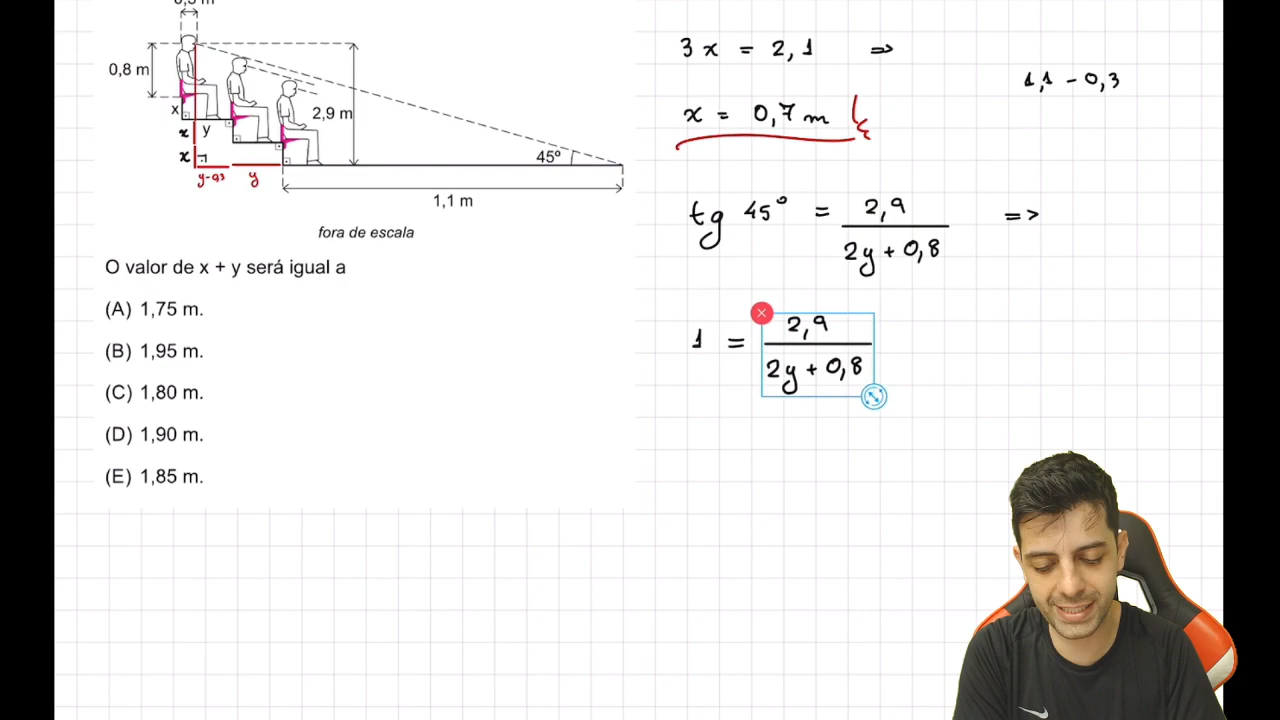 0,3 m
0,8 m
x
y
x
x
2,9 m
45º
y-0,3
y
1,1 m
fora de escala
O valor de x + y será igual a
(A) 1,75 m.
(B) 1,95 m.
(C) 1,80 m.
(D) 1,90 m.
(E) 1,85 m.
3x = 2,1 =>
1,1 - 0,3
x = 0,7 m
tg 45° = 2,9 =>
2y + 0,8
1 = 2,9
2y + 0,8